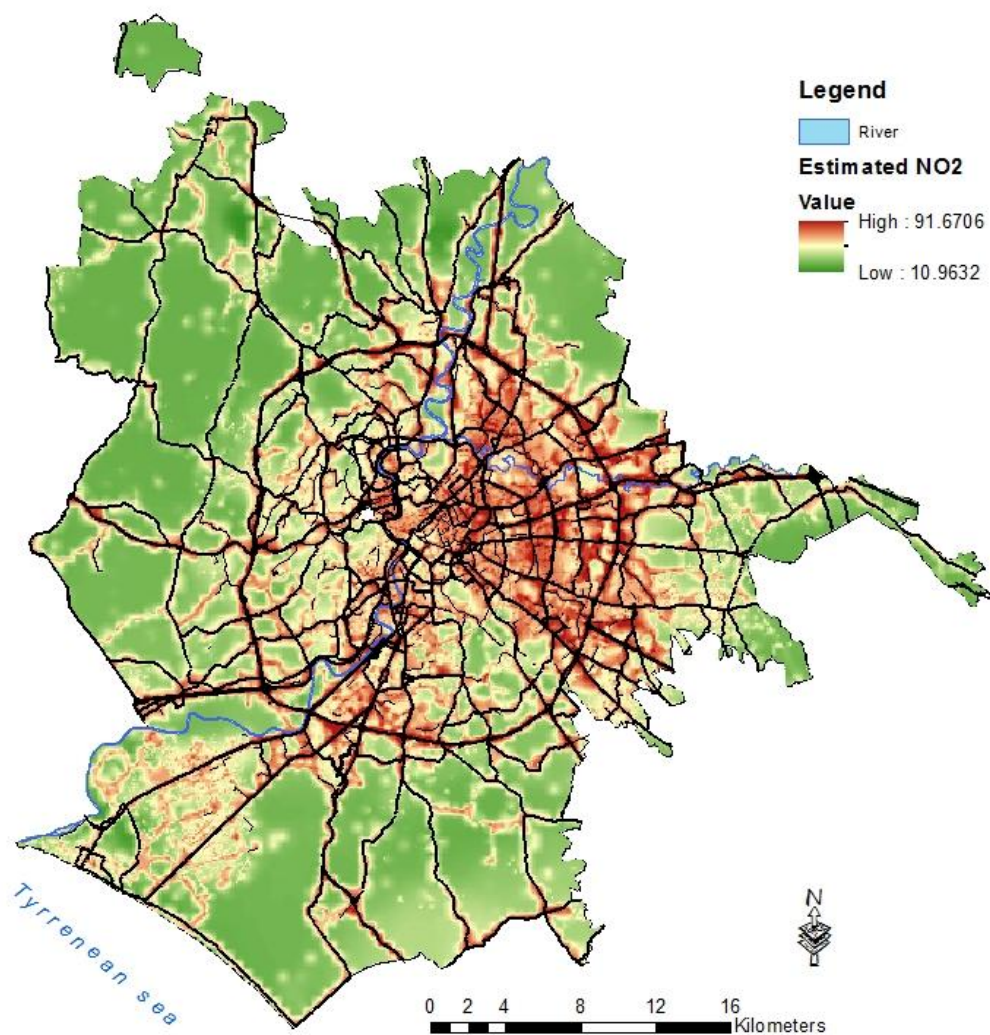 Legend
River
Estimated NO2
Value
High : 91.6706
Low : 10.9632
Tyrrenean sea
N
0 2 4 8 12 16
Kilometers